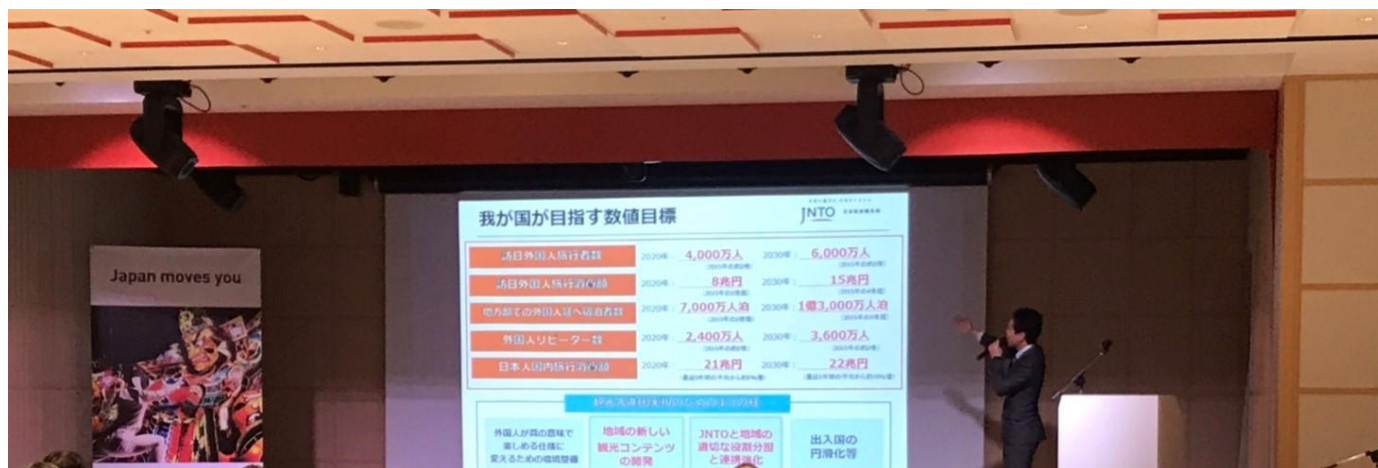 Japan moves you
我が国が目指す数値目標
JNTO
訪日外国人旅行者数 2020年： 4,000万人 2030年： 6,000万人
訪日外国人旅行消費額 2020年： 8兆円 2030年： 15兆円
地方部での外国人延べ宿泊者数 2020年： 7,000万人泊 2030年： 1億3,000万人泊
外国人リピーター数 2020年： 2,400万人 2030年： 3,600万人
日本人国内旅行消費額 2020年： 21兆円 2030年： 22兆円
外国人が真の意味で
楽しめる仕様に
変えるための環境整備
地域の新しい
観光コンテンツ
の開発
JNTOと地域の
適切な役割分担
と連携強化
出入国の
円滑化等